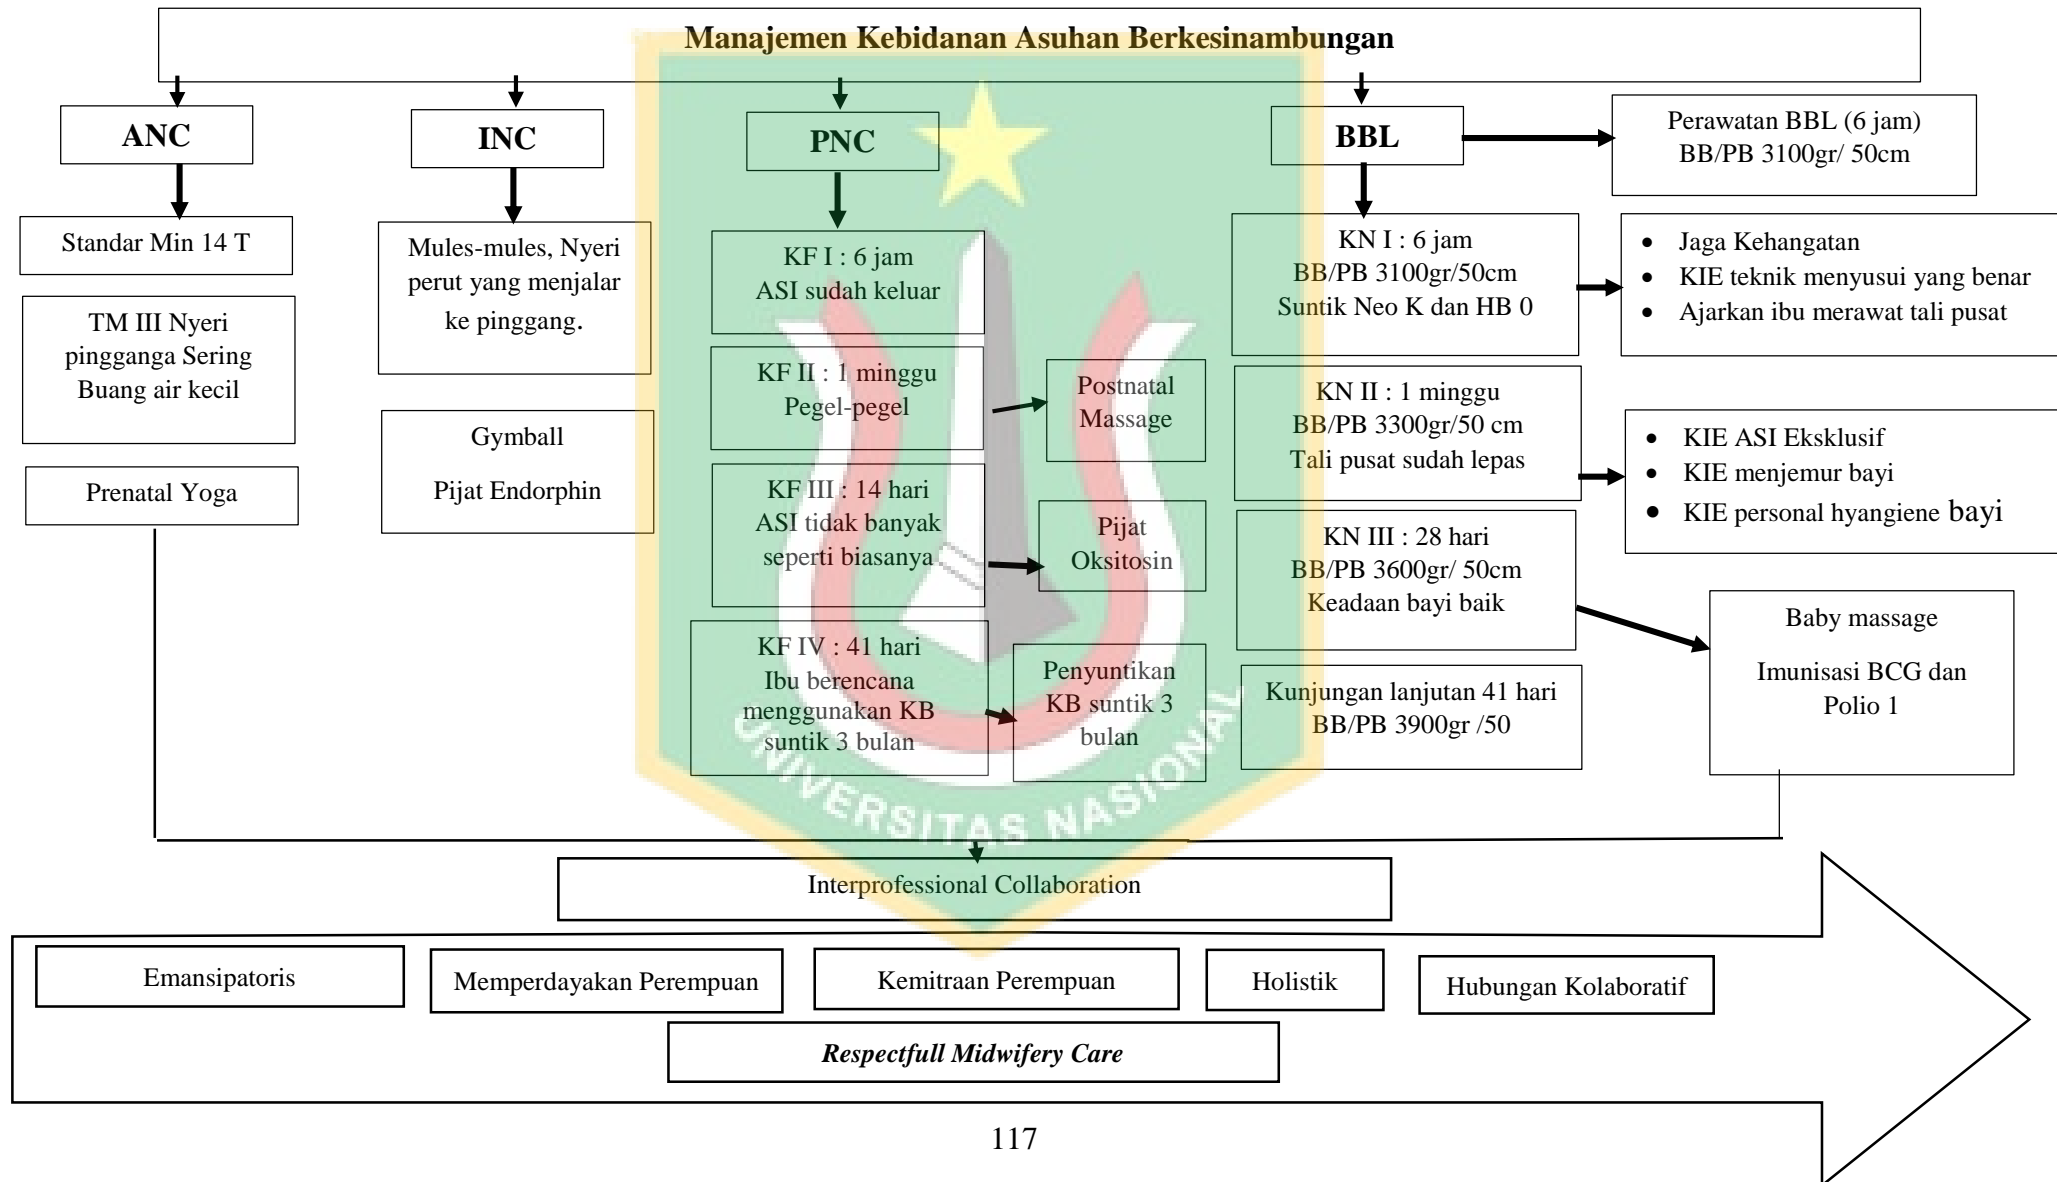 Manajemen Kebidanan Asuhan Berkesinambungan
ANC
Standar Min 14 T
TM III Nyeri
pingganga Sering
Buang air kecil
Prenatal Yoga
INC
Mules-mules, Nyeri
perut yang menjalar
ke pinggang.
Gymball
Pijat Endorphin
PNC
KF I : 6 jam
ASI sudah keluar
KF II : 1 minggu
Pegel-pegel
Postnatal
Massage
KF III : 14 hari
ASI tidak banyak
seperti biasanya
Pijat
Oksitosin
KF IV : 41 hari
Ibu berencana
menggunakan KB
suntik 3 bulan
Penyuntikan
KB suntik 3
bulan
BBL
Perawatan BBL (6 jam)
BB/PB 3100gr/ 50cm
KN I : 6 jam
BB/PB 3100gr/50cm
Suntik Neo K dan HB 0
• Jaga Kehangatan
• KIE teknik menyusui yang benar
• Ajarkan ibu merawat tali pusat
KN II : 1 minggu
BB/PB 3300gr/50 cm
Tali pusat sudah lepas
• KIE ASI Eksklusif
• KIE menjemur bayi
• KIE personal hyangiene bayi
KN III : 28 hari
BB/PB 3600gr/ 50cm
Keadaan bayi baik
Baby massage
Imunisasi BCG dan
Polio 1
Kunjungan lanjutan 41 hari
BB/PB 3900gr /50
UNIVERSITAS NASIONAL
Interprofessional Collaboration
Emansipatoris
Memperdayakan Perempuan
Kemitraan Perempuan
Holistik
Hubungan Kolaboratif
Respectfull Midwifery Care
117